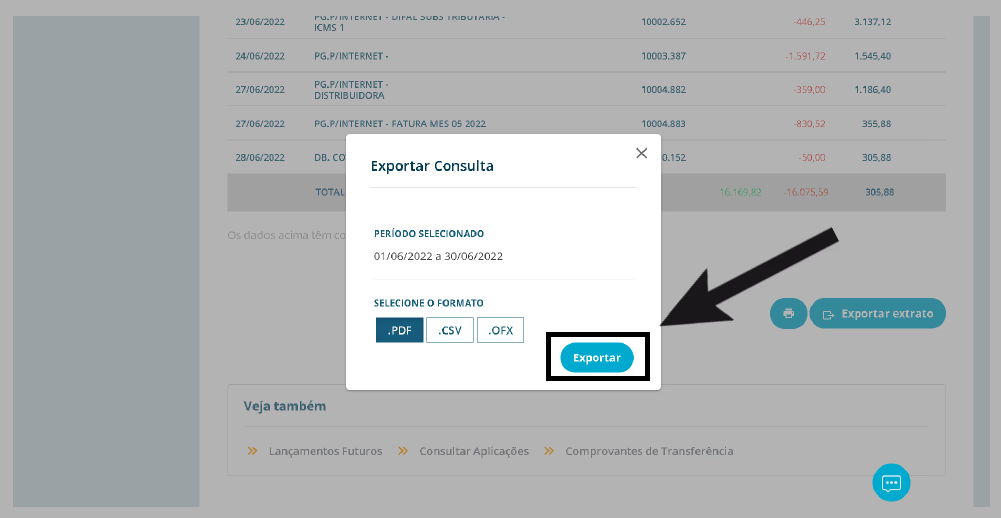 23/06/2022 PG.P/INTERNET - DIFAL SUBS TRIBUTARIA - 10002.652 -446,25 3.137,12
ICMS 1
24/06/2022 PG.P/INTERNET - 10003.387 -1.591,72 1.545,40
27/06/2022 PG.P/INTERNET - 10004.882 -359,00 1.186,40
DISTRIBUIDORA
27/06/2022 PG.P/INTERNET - FATURA MES 05 2022 10004.883 -830,52 355,88
28/06/2022 DB. CO 0.152 -50,00 305,88
TOTAL 16.169,82 -16.075,59 305,88
Os dados acima têm co
Exportar Consulta
PERÍODO SELECIONADO
01/06/2022 a 30/06/2022
SELECIONE O FORMATO
.PDF .CSV .OFX
Exportar
Exportar extrato
Veja também
Lançamentos Futuros Consultar Aplicações Comprovantes de Transferência